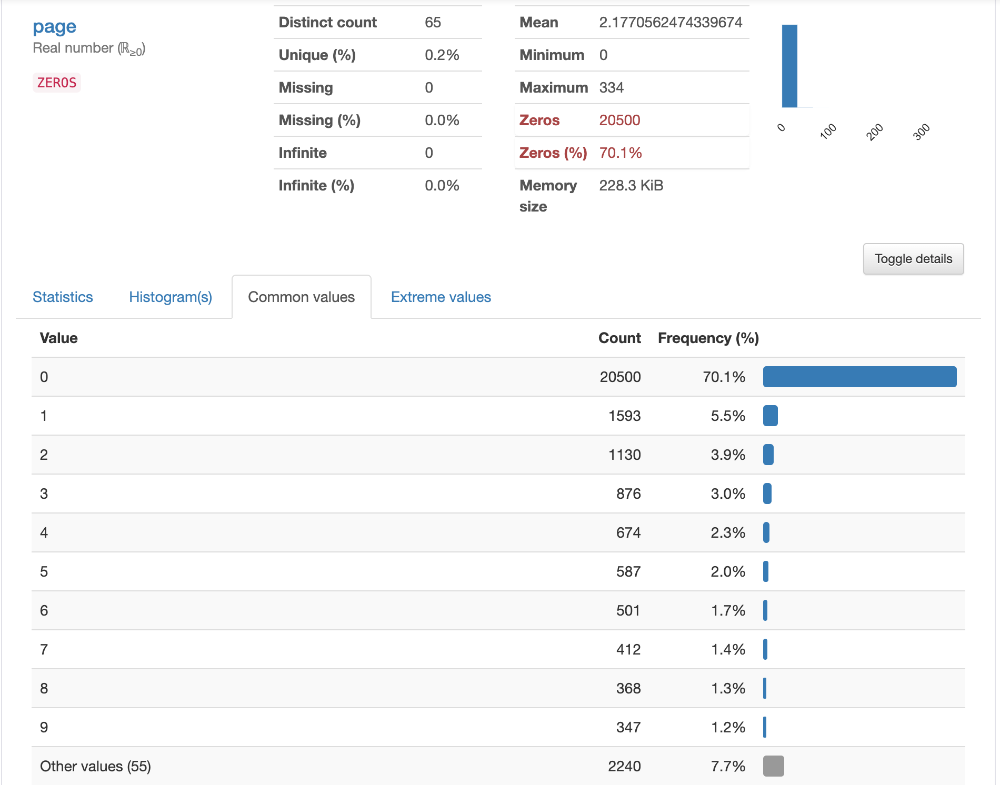 page
Real number (ℝ≥0)
ZEROS
Distinct count 65
Unique (%) 0.2%
Missing 0
Missing (%) 0.0%
Infinite 0
Infinite (%) 0.0%
Mean 2.1770562474339674
Minimum 0
Maximum 334
Zeros 20500
Zeros (%) 70.1%
Memory size 228.3 KiB
0 100 200 300
Toggle details
Statistics Histogram(s) Common values Extreme values
Value Count Frequency (%)
0 20500 70.1%
1 1593 5.5%
2 1130 3.9%
3 876 3.0%
4 674 2.3%
5 587 2.0%
6 501 1.7%
7 412 1.4%
8 368 1.3%
9 347 1.2%
Other values (55) 2240 7.7%